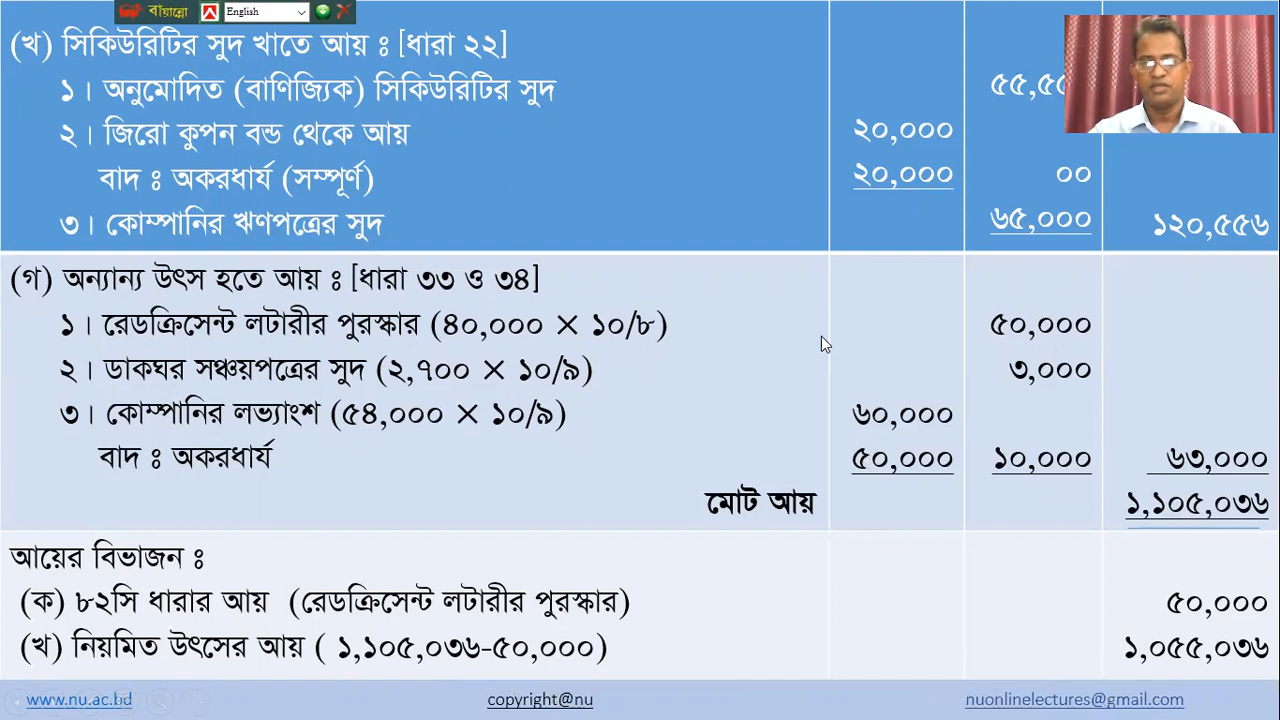 বায়ান্নো English
(খ) সিকিউরিটির সুদ খাতে আয় ঃ [ধারা ২২]
১। অনুমোদিত (বাণিজ্যিক) সিকিউরিটির সুদ ৫৫,৫৫
২। জিরো কুপন বন্ড থেকে আয় ২০,০০০
বাদ ঃ অকরধার্য (সম্পূর্ণ) ২০,০০০ ০০
৩। কোম্পানির ঋণপত্রের সুদ ৬৫,০০০ ১২০,৫৫৬
(গ) অন্যান্য উৎস হতে আয় ঃ [ধারা ৩৩ ও ৩৪]
১। রেডক্রিসেন্ট লটারীর পুরস্কার (৪০,০০০ × ১০/৮) ৫০,০০০
২। ডাকঘর সঞ্চয়পত্রের সুদ (২,৭০০ × ১০/৯) ৩,০০০
৩। কোম্পানির লভ্যাংশ (৫৪,০০০ × ১০/৯) ৬০,০০০
বাদ ঃ অকরধার্য ৫০,০০০ ১০,০০০ ৬৩,০০০
মোট আয় ১,১০৫,০৩৬
আয়ের বিভাজন ঃ
(ক) ৮২সি ধারার আয় (রেডক্রিসেন্ট লটারীর পুরস্কার) ৫০,০০০
(খ) নিয়মিত উৎসের আয় ( ১,১০৫,০৩৬-৫০,০০০) ১,০৫৫,০৩৬
www.nu.ac.bd copyright@nu nuonlinelectures@gmail.com